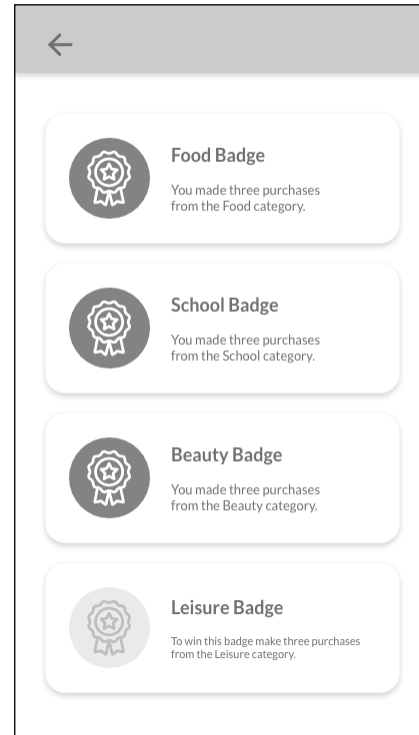 Food Badge
You made three purchases
from the Food category.
School Badge
You made three purchases
from the School category.
Beauty Badge
You made three purchases
from the Beauty category.
Leisure Badge
To win this badge make three purchases
from the Leisure category.